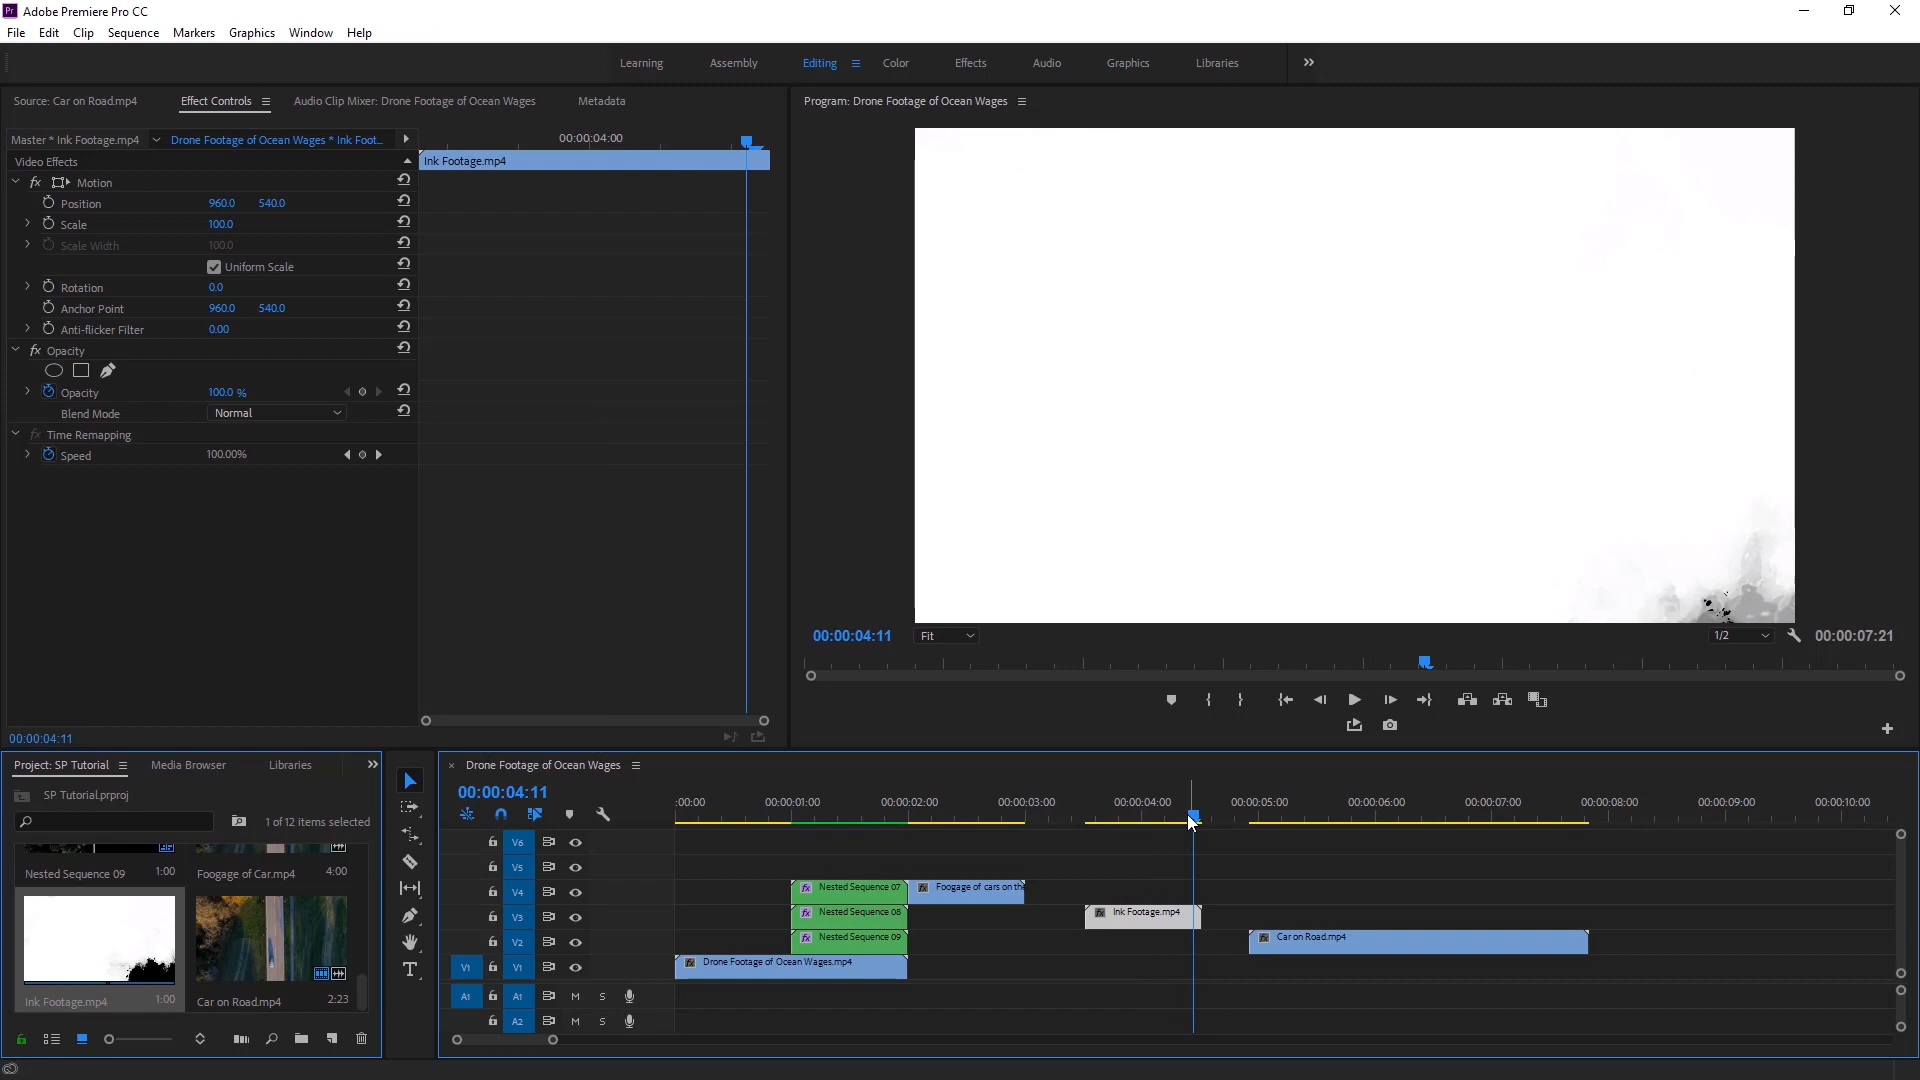 Adobe Premiere Pro CC
File Edit Clip Sequence Markers Graphics Window Help
Learning Assembly Editing Color Effects Audio Graphics Libraries
Source: Car on Road.mp4 Effect Controls Audio Clip Mixer: Drone Footage of Ocean Wages Metadata
Program: Drone Footage of Ocean Wages
Master * Ink Footage.mp4 Drone Footage of Ocean Wages * Ink Foot...
00:00:04:00
Video Effects
Ink Footage.mp4
fx Motion
Position 960.0 540.0
Scale 100.0
Scale Width 100.0
Uniform Scale
Rotation 0.0
Anchor Point 960.0 540.0
Anti-flicker Filter 0.00
fx Opacity
Opacity 100.0 %
Blend Mode Normal
fx Time Remapping
Speed 100.00%
00:00:04:11
00:00:04:11 Fit 1/2 00:00:07:21
Project: SP Tutorial Media Browser Libraries
SP Tutorial.prproj
1 of 12 items selected
Nested Sequence 09 1:00
Foogage of Car.mp4 4:00
Ink Footage.mp4 1:00
Car on Road.mp4 2:23
Drone Footage of Ocean Wages
00:00:04:11
:00:00 00:00:01:00 00:00:02:00 00:00:03:00 00:00:04:00 00:00:05:00 00:00:06:00 00:00:07:00 00:00:08:00 00:00:09:00 00:00:10:00
V6
V5
V4 fx Nested Sequence 07 fx Foogage of cars on the
V3 fx Nested Sequence 08 fx Ink Footage.mp4
V2 fx Nested Sequence 09 fx Car on Road.mp4
V1 V1 fx Drone Footage of Ocean Wages.mp4
A1 A1 M S
A2 M S